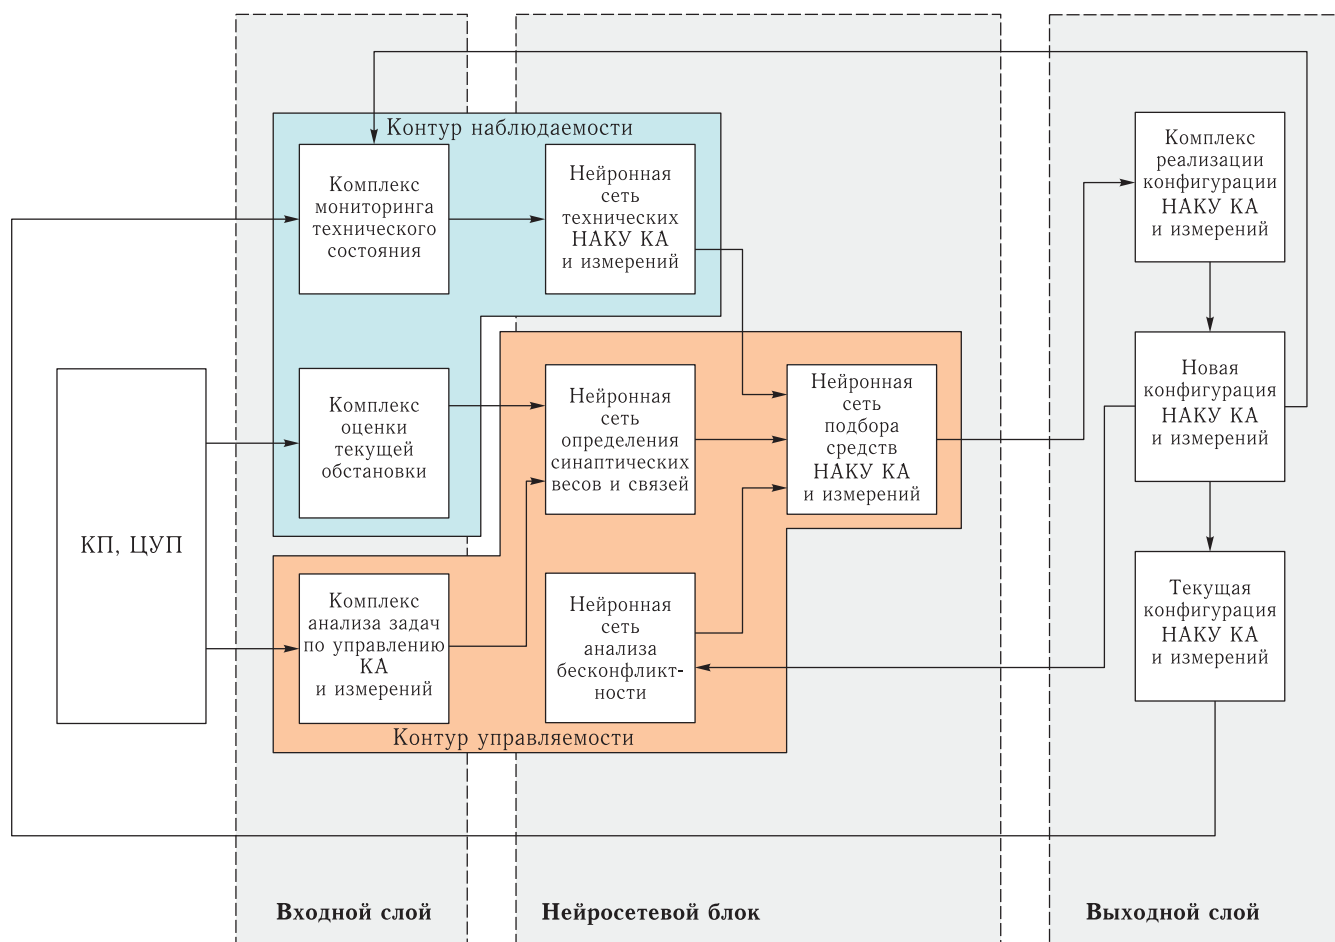 Контур наблюдаемости
Комплекс
мониторинга
технического
состояния
Нейронная
сеть
технических
НАКУ КА
и измерений
Комплекс
реализации
конфигурации
НАКУ КА
и измерений
КП, ЦУП
Комплекс
оценки
текущей
обстановки
Нейронная
сеть
определения
синаптических
весов и связей
Нейронная
сеть
подбора
средств
НАКУ КА
и измерений
Новая
конфигурация
НАКУ КА
и измерений
Комплекс
анализа задач
по управлению
КА
и измерений
Нейронная
сеть
анализа
бесконфликт-
ности
Текущая
конфигурация
НАКУ КА
и измерений
Контур управляемости
Входной слой
Нейросетевой блок
Выходной слой